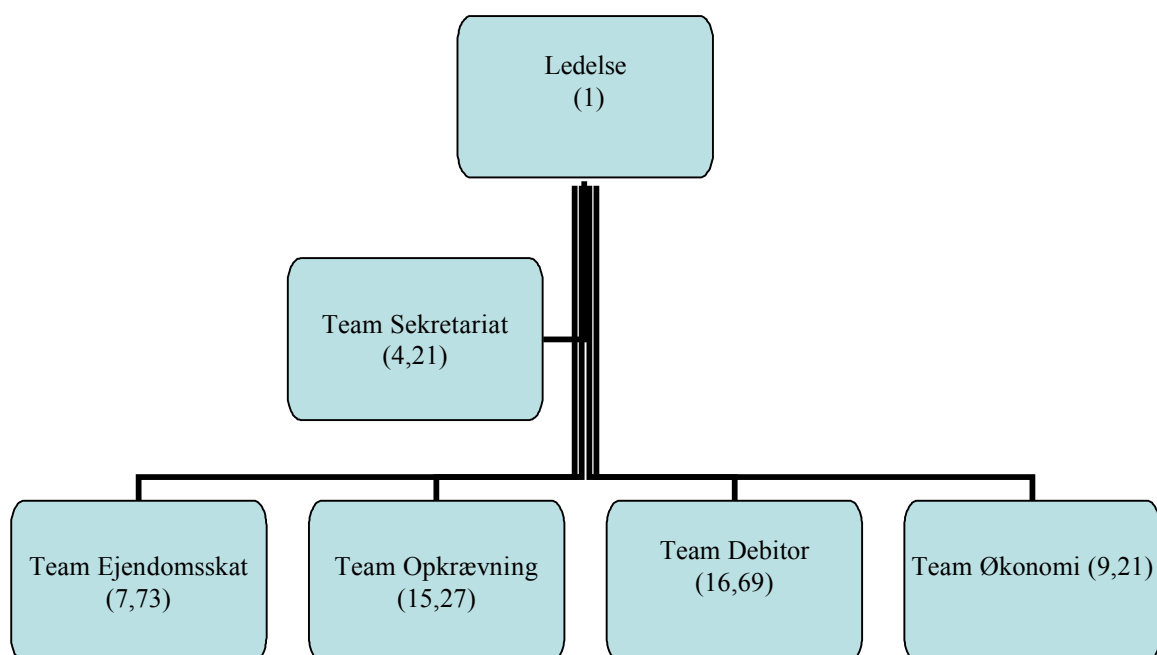 Ledelse
(1)
Team Sekretariat
(4,21)
Team Ejendomsskat
(7,73)
Team Opkrævning
(15,27)
Team Debitor
(16,69)
Team Økonomi (9,21)